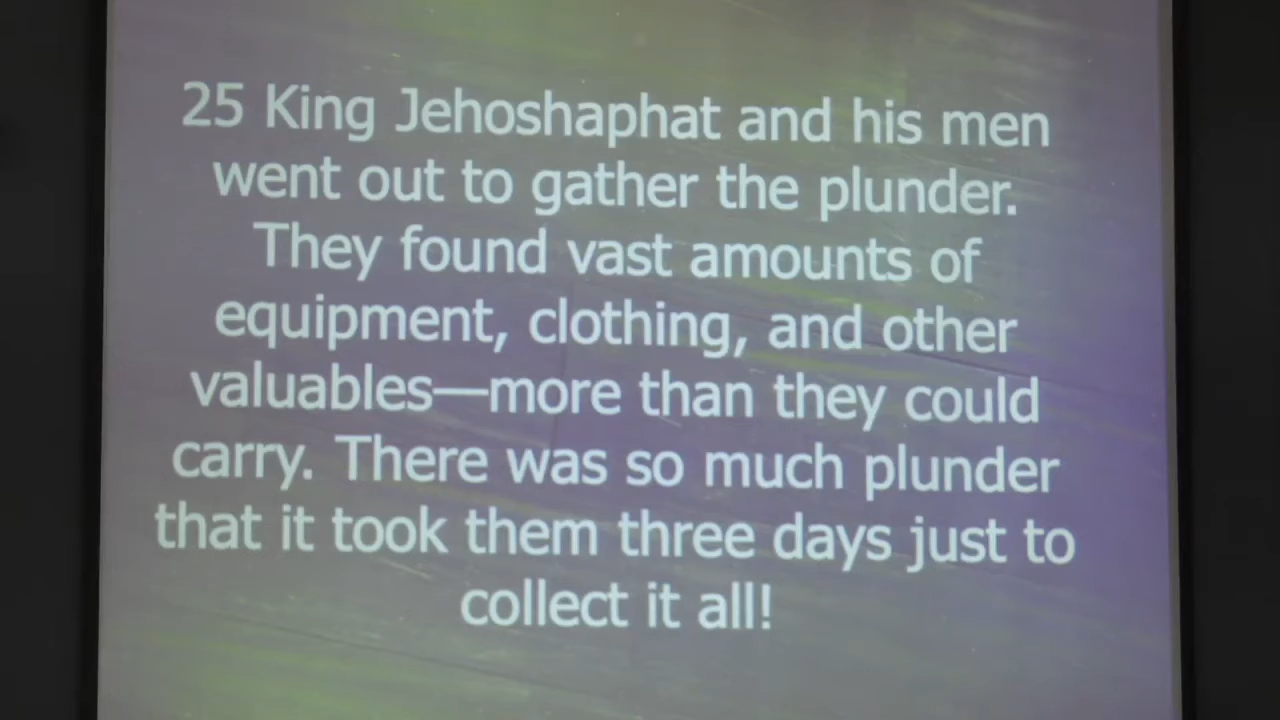 25 King Jehoshaphat and his men
went out to gather the plunder.
They found vast amounts of
equipment, clothing, and other
valuables—more than they could
carry. There was so much plunder
that it took them three days just to
collect it all!